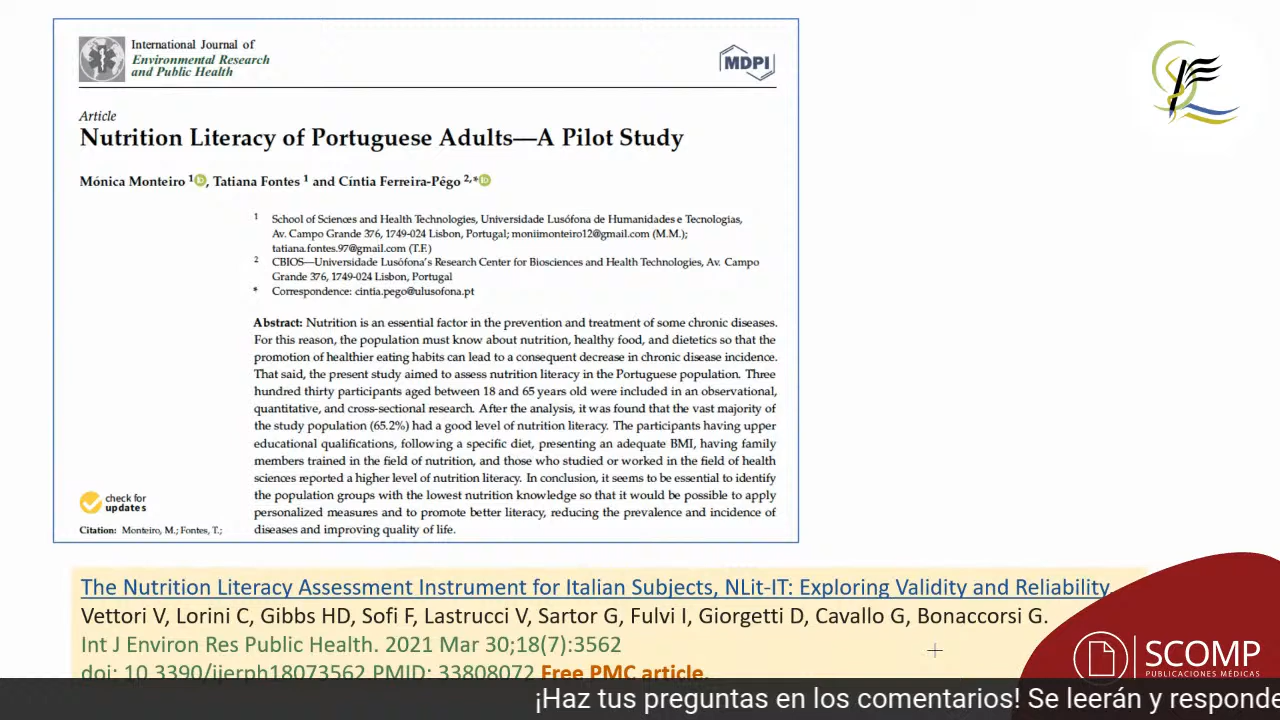 International Journal of
Environmental Research
and Public Health
MDPI
Article
Nutrition Literacy of Portuguese Adults—A Pilot Study
Mónica Monteiro 1, Tatiana Fontes 1 and Cíntia Ferreira-Pêgo 2,*
1 School of Sciences and Health Technologies, Universidade Lusófona de Humanidades e Tecnologias,
Av. Campo Grande 376, 1749-024 Lisbon, Portugal; moniimonteiro12@gmail.com (M.M.);
tatiana.fontes.97@gmail.com (T.F.)
2 CBIOS—Universidade Lusófona's Research Center for Biosciences and Health Technologies, Av. Campo
Grande 376, 1749-024 Lisbon, Portugal
* Correspondence: cintia.pego@ulusofona.pt
Abstract: Nutrition is an essential factor in the prevention and treatment of some chronic diseases.
For this reason, the population must know about nutrition, healthy food, and dietetics so that the
promotion of healthier eating habits can lead to a consequent decrease in chronic disease incidence.
That said, the present study aimed to assess nutrition literacy in the Portuguese population. Three
hundred thirty participants aged between 18 and 65 years old were included in an observational,
quantitative, and cross-sectional research. After the analysis, it was found that the vast majority of
the study population (65.2%) had a good level of nutrition literacy. The participants having upper
educational qualifications, following a specific diet, presenting an adequate BMI, having family
members trained in the field of nutrition, and those who studied or worked in the field of health
sciences reported a higher level of nutrition literacy. In conclusion, it seems to be essential to identify
the population groups with the lowest nutrition knowledge so that it would be possible to apply
personalized measures and to promote better literacy, reducing the prevalence and incidence of
diseases and improving quality of life.
check for
updates
Citation: Monteiro, M.; Fontes, T.;
The Nutrition Literacy Assessment Instrument for Italian Subjects, NLit-IT: Exploring Validity and Reliability.
Vettori V, Lorini C, Gibbs HD, Sofi F, Lastrucci V, Sartor G, Fulvi I, Giorgetti D, Cavallo G, Bonaccorsi G.
Int J Environ Res Public Health. 2021 Mar 30;18(7):3562
doi: 10.3390/ijerph18073562 PMID: 33808072 Free PMC article.
SCOMP
PUBLICACIONES MÉDICAS
¡Haz tus preguntas en los comentarios! Se leerán y responde